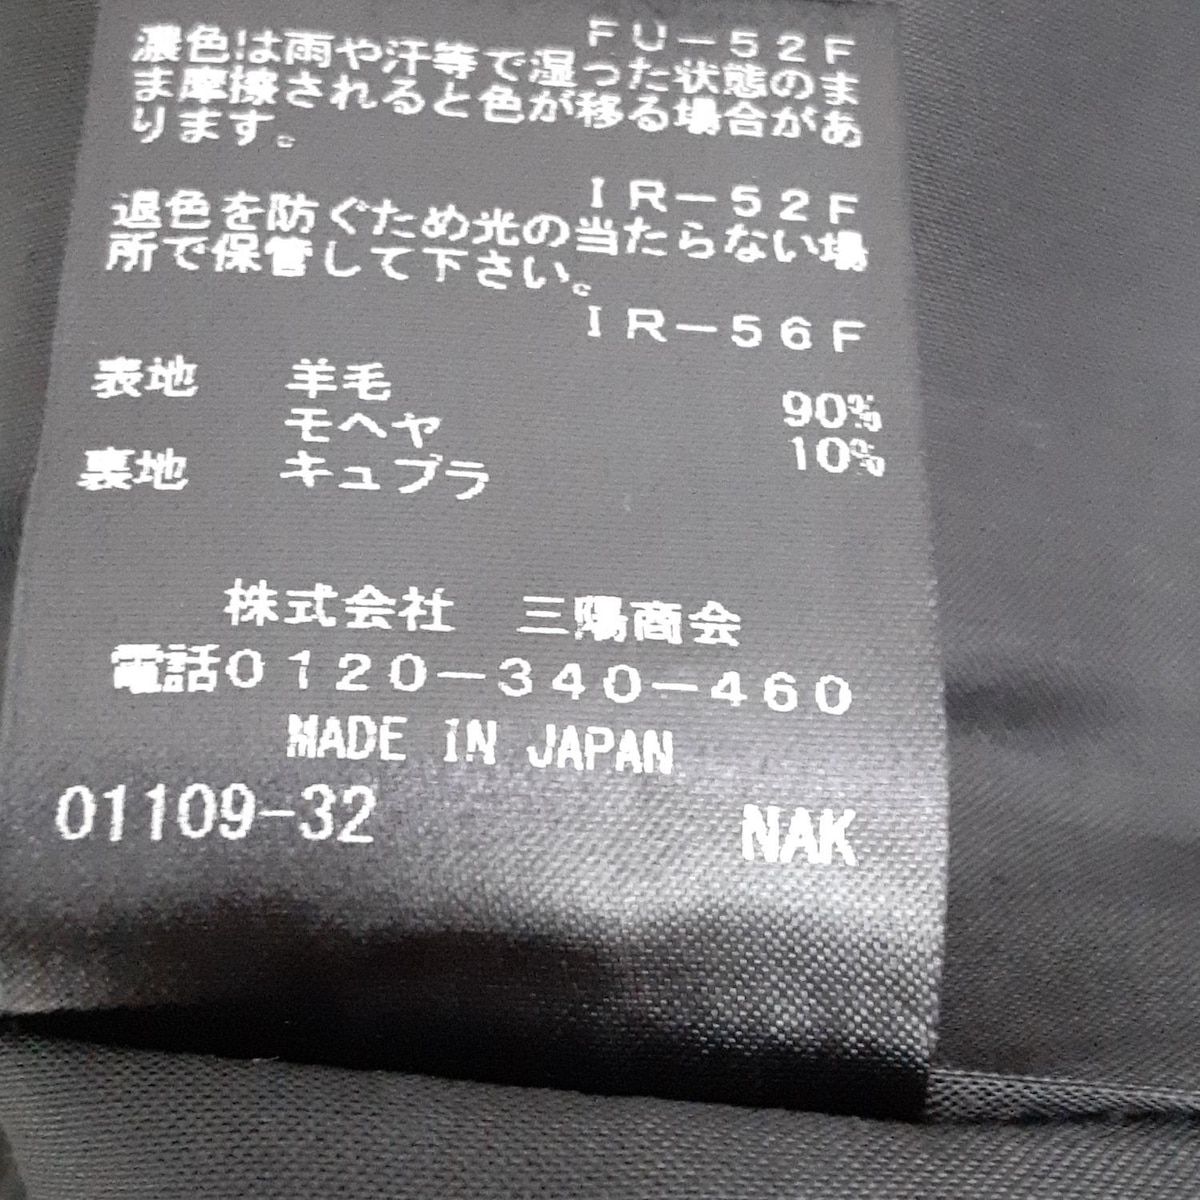 FU-52F
濃色は雨や汗等で湿った状態のま
ま摩擦されると色が移る場合があ
ります。
IR-52F
退色を防ぐため光の当たらない場
所で保管して下さい。
IR-56F
表地 羊毛 90%
モヘヤ 10%
裏地 キュプラ
株式会社 三陽商会
電話0120-340-460
MADE IN JAPAN
01109-32 NAK